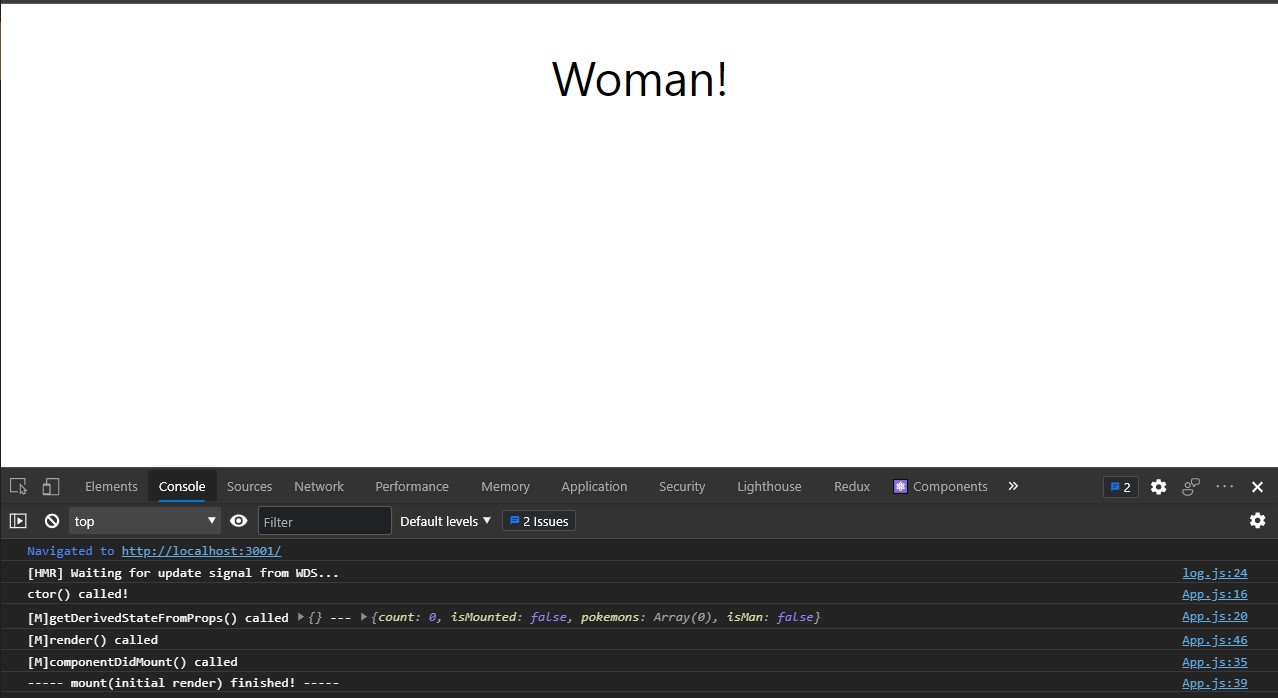 Woman!
Elements Console Sources Network Performance Memory Application Security Lighthouse Redux Components 2
top Filter Default levels 2 Issues
Navigated to http://localhost:3001/
[HMR] Waiting for update signal from WDS... log.js:24
ctor() called! App.js:16
[M]getDerivedStateFromProps() called {} --- {count: 0, isMounted: false, pokemons: Array(0), isMan: false} App.js:20
[M]render() called App.js:46
[M]componentDidMount() called App.js:35
----- mount(initial render) finished! ----- App.js:39